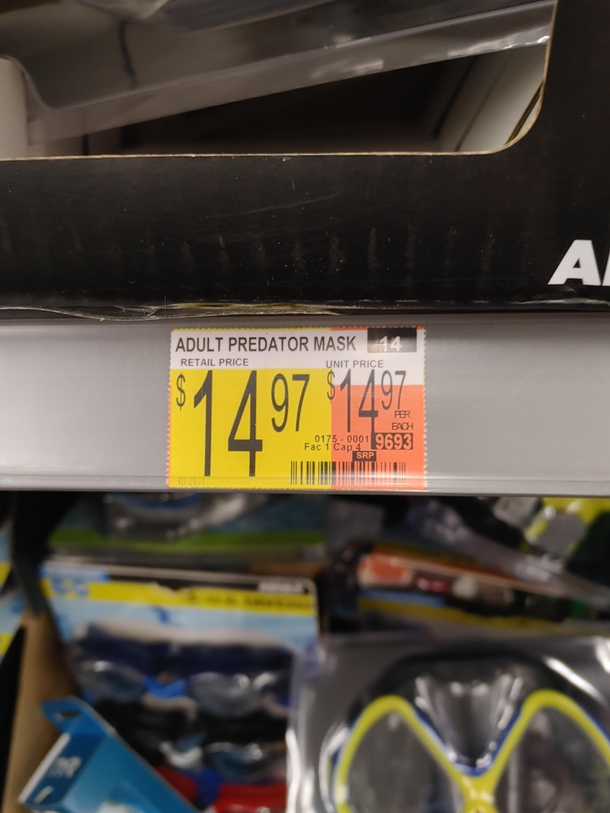 ADULT PREDATOR MASK 14
RETAIL PRICE UNIT PRICE
$14 97 $14 97
PER
EACH
0175 - 0001 9693
Fac 1 Cap 4
SRP
TYR